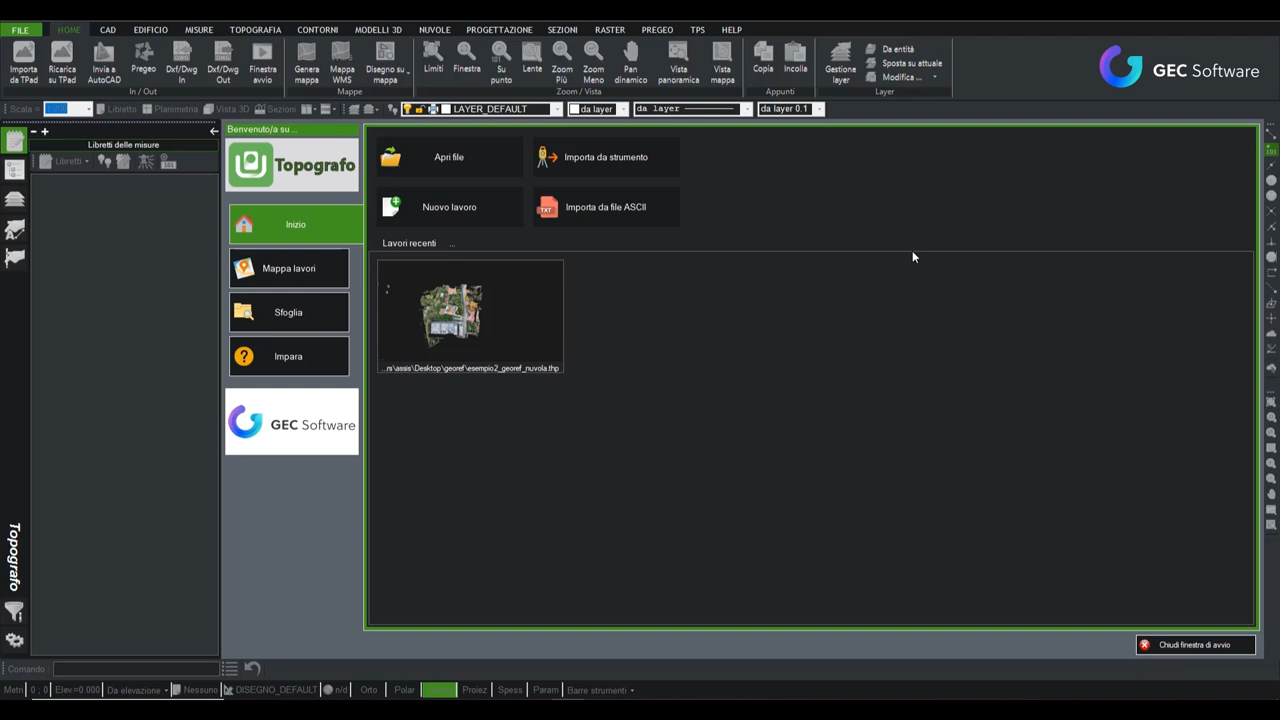 FILE HOME CAD EDIFICIO MISURE TOPOGRAFIA CONTORNI MODELLI 3D NUVOLE PROGETTAZIONE SEZIONI RASTER PREGEO TPS HELP
Importa da TPad
Ricarica su TPad
Invia a AutoCAD
Pregeo
Dxf/Dwg In
Dxf/Dwg Out
Finestra avvio
In / Out
Genera mappa
Mappa WMS
Disegno su mappa
Mappe
Limiti
Finestra
Su punto
Lente
Zoom Più
Zoom Meno
Pan dinamico
Vista panoramica
Vista mappa
Zoom / Vista
Copia
Incolla
Appunti
Gestione layer
Da entità
Sposta su attuale
Modifica ...
Layer
GEC Software
Scala =
Libretto Planimetria Vista 3D Sezioni
LAYER_DEFAULT
da layer
da layer
da layer 0.1
Libretti delle misure
Libretti
Topografo
Benvenuto/a su ...
Topografo
Inizio
Mappa lavori
Sfoglia
Impara
GEC Software
Apri file
Importa da strumento
Nuovo lavoro
TXT
Importa da file ASCII
Lavori recenti ...
...rs\assis\Desktop\georef\esempio2_georef_nuvola.thp
Chiudi finestra di avvio
Comando :
Metri 0 ; 0 Elev=0.000 Da elevazione Nessuno DISEGNO_DEFAULT n/d Orto Polar Proiez Spess Param Barre strumenti